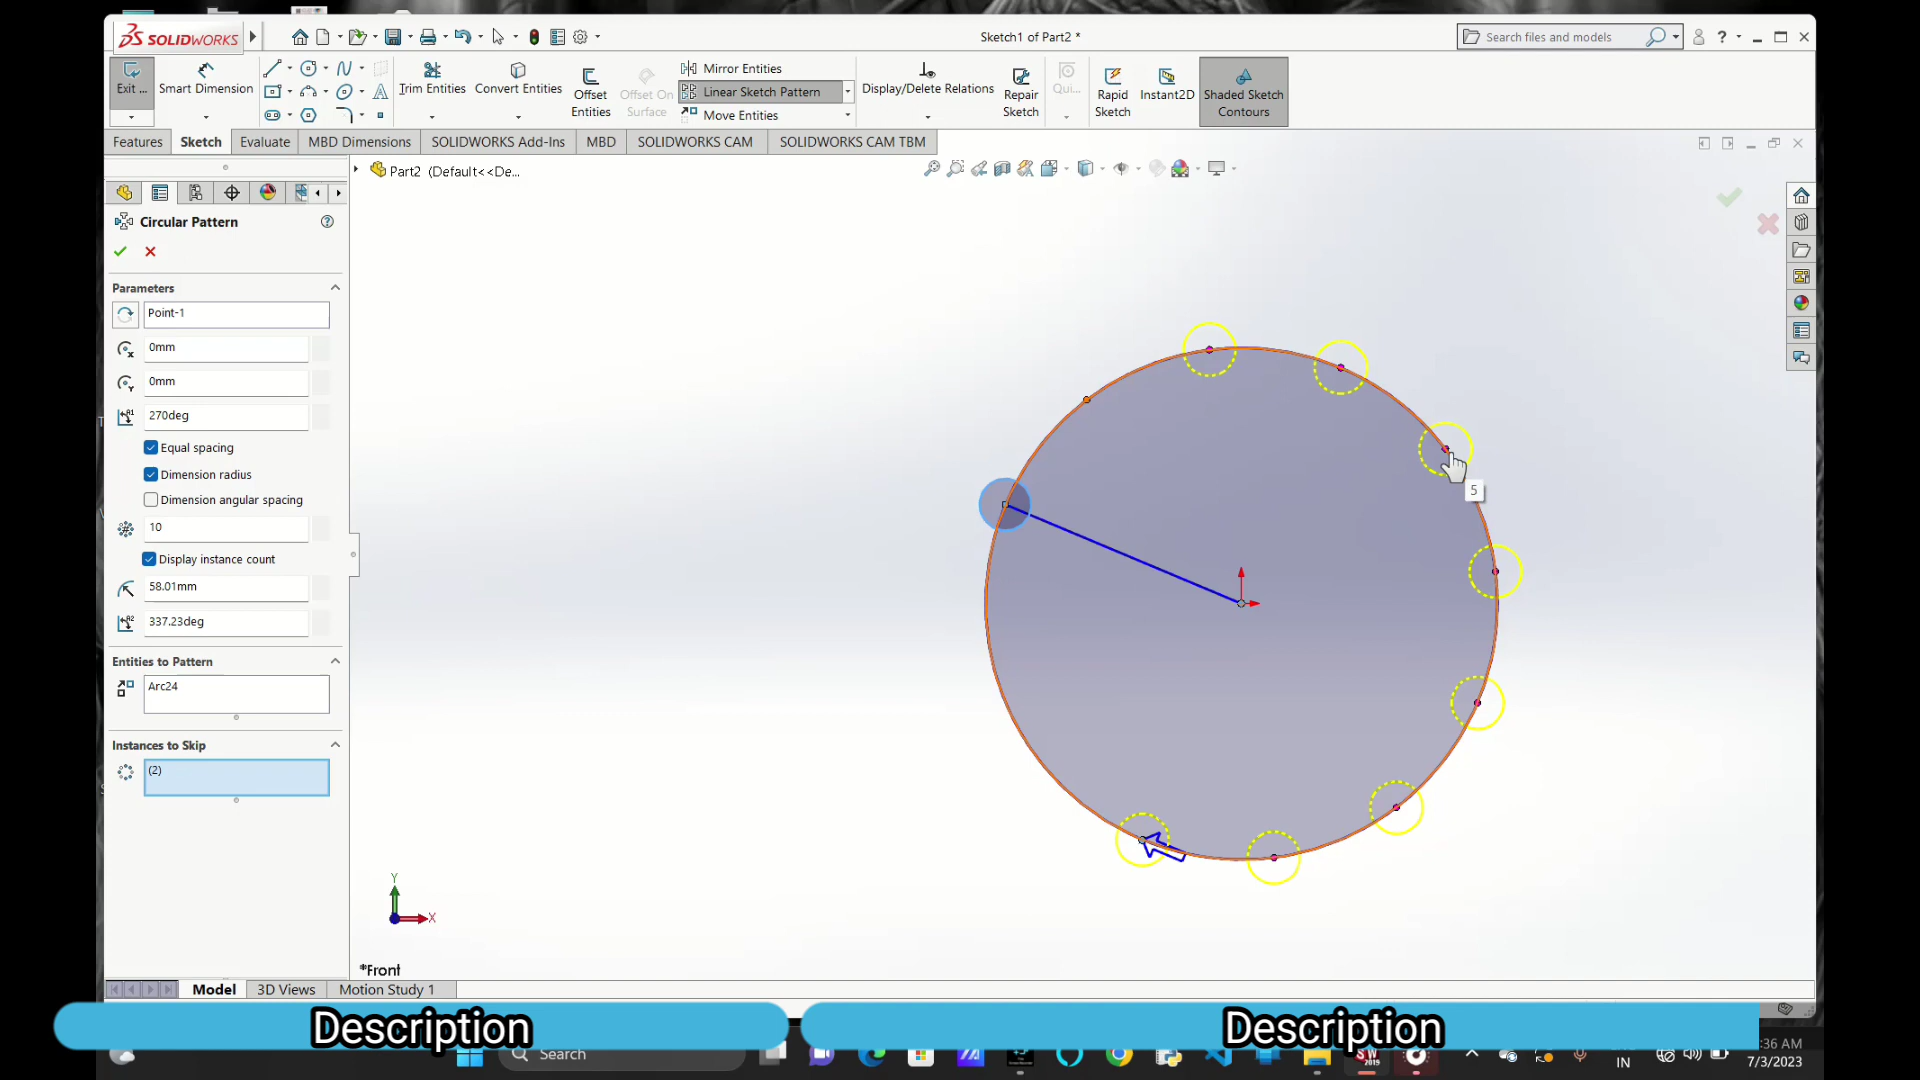 SOLIDWORKS
Sketch1 of Part2 *
Search files and models
Exit ...
Smart Dimension
Trim Entities
Convert Entities
Offset Entities
Offset On Surface
Mirror Entities
Linear Sketch Pattern
Move Entities
Display/Delete Relations
Repair Sketch
Qui...
Rapid Sketch
Instant2D
Shaded Sketch Contours
Features
Sketch
Evaluate
MBD Dimensions
SOLIDWORKS Add-Ins
MBD
SOLIDWORKS CAM
SOLIDWORKS CAM TBM
Part2 (Default<<De...
Circular Pattern
Parameters
Point-1
0mm
0mm
270deg
Equal spacing
Dimension radius
Dimension angular spacing
10
Display instance count
58.01mm
337.23deg
Entities to Pattern
Arc24
Instances to Skip
(2)
5
Y
X
*Front
Model
3D Views
Motion Study 1
Description
Description
Search
SW
2019
IN
:36 AM
7/3/2023